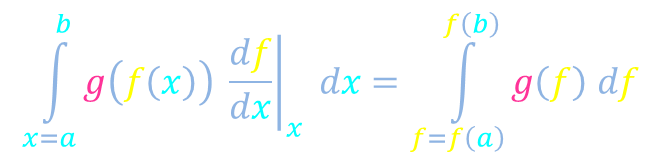 ∫_{x=a}^{b} g(f(x)) df/dx|_x dx = ∫_{f=f(a)}^{f(b)} g(f) df